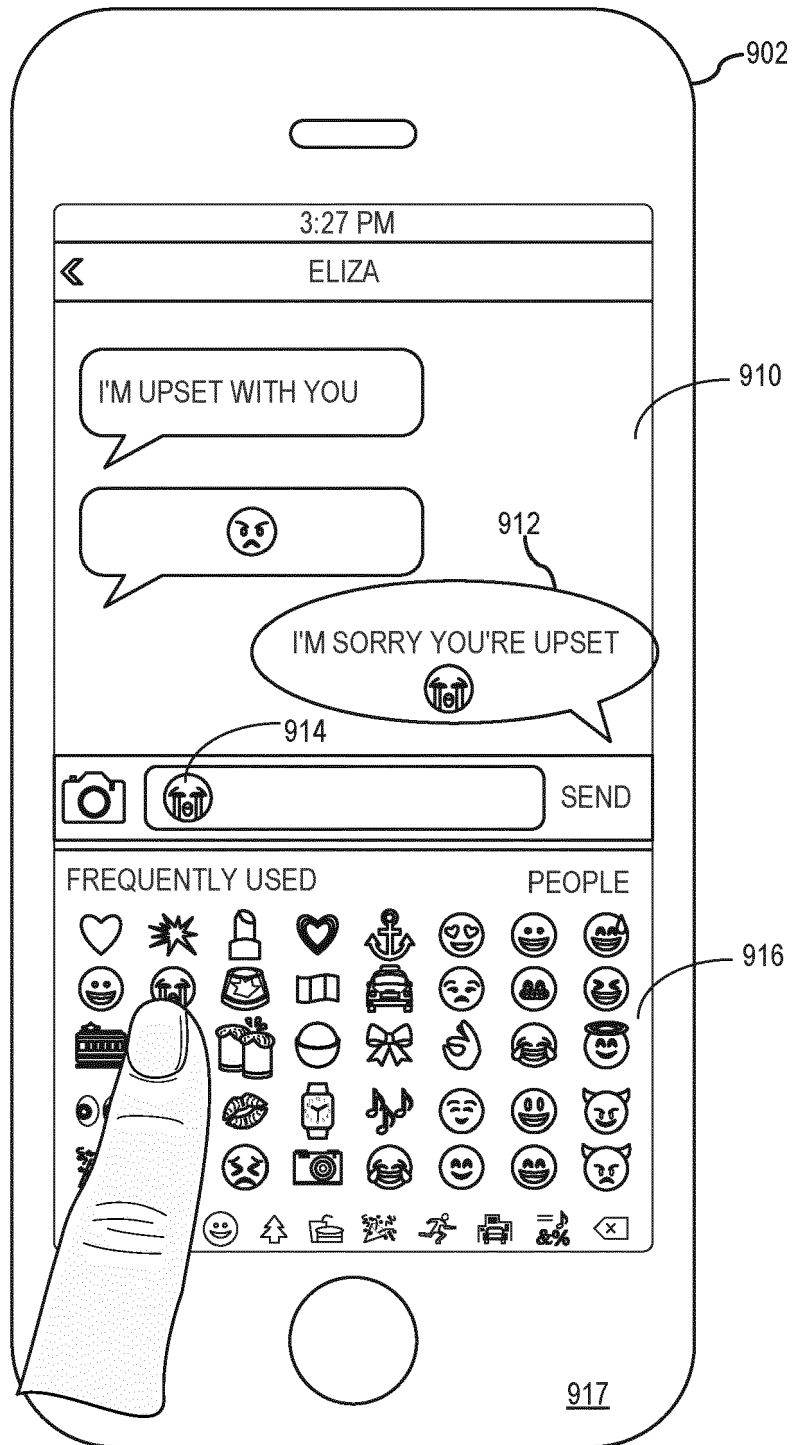 902
3:27 PM
ELIZA
I'M UPSET WITH YOU
910
912
I'M SORRY YOU'RE UPSET
914
SEND
FREQUENTLY USED PEOPLE
916
&%
917